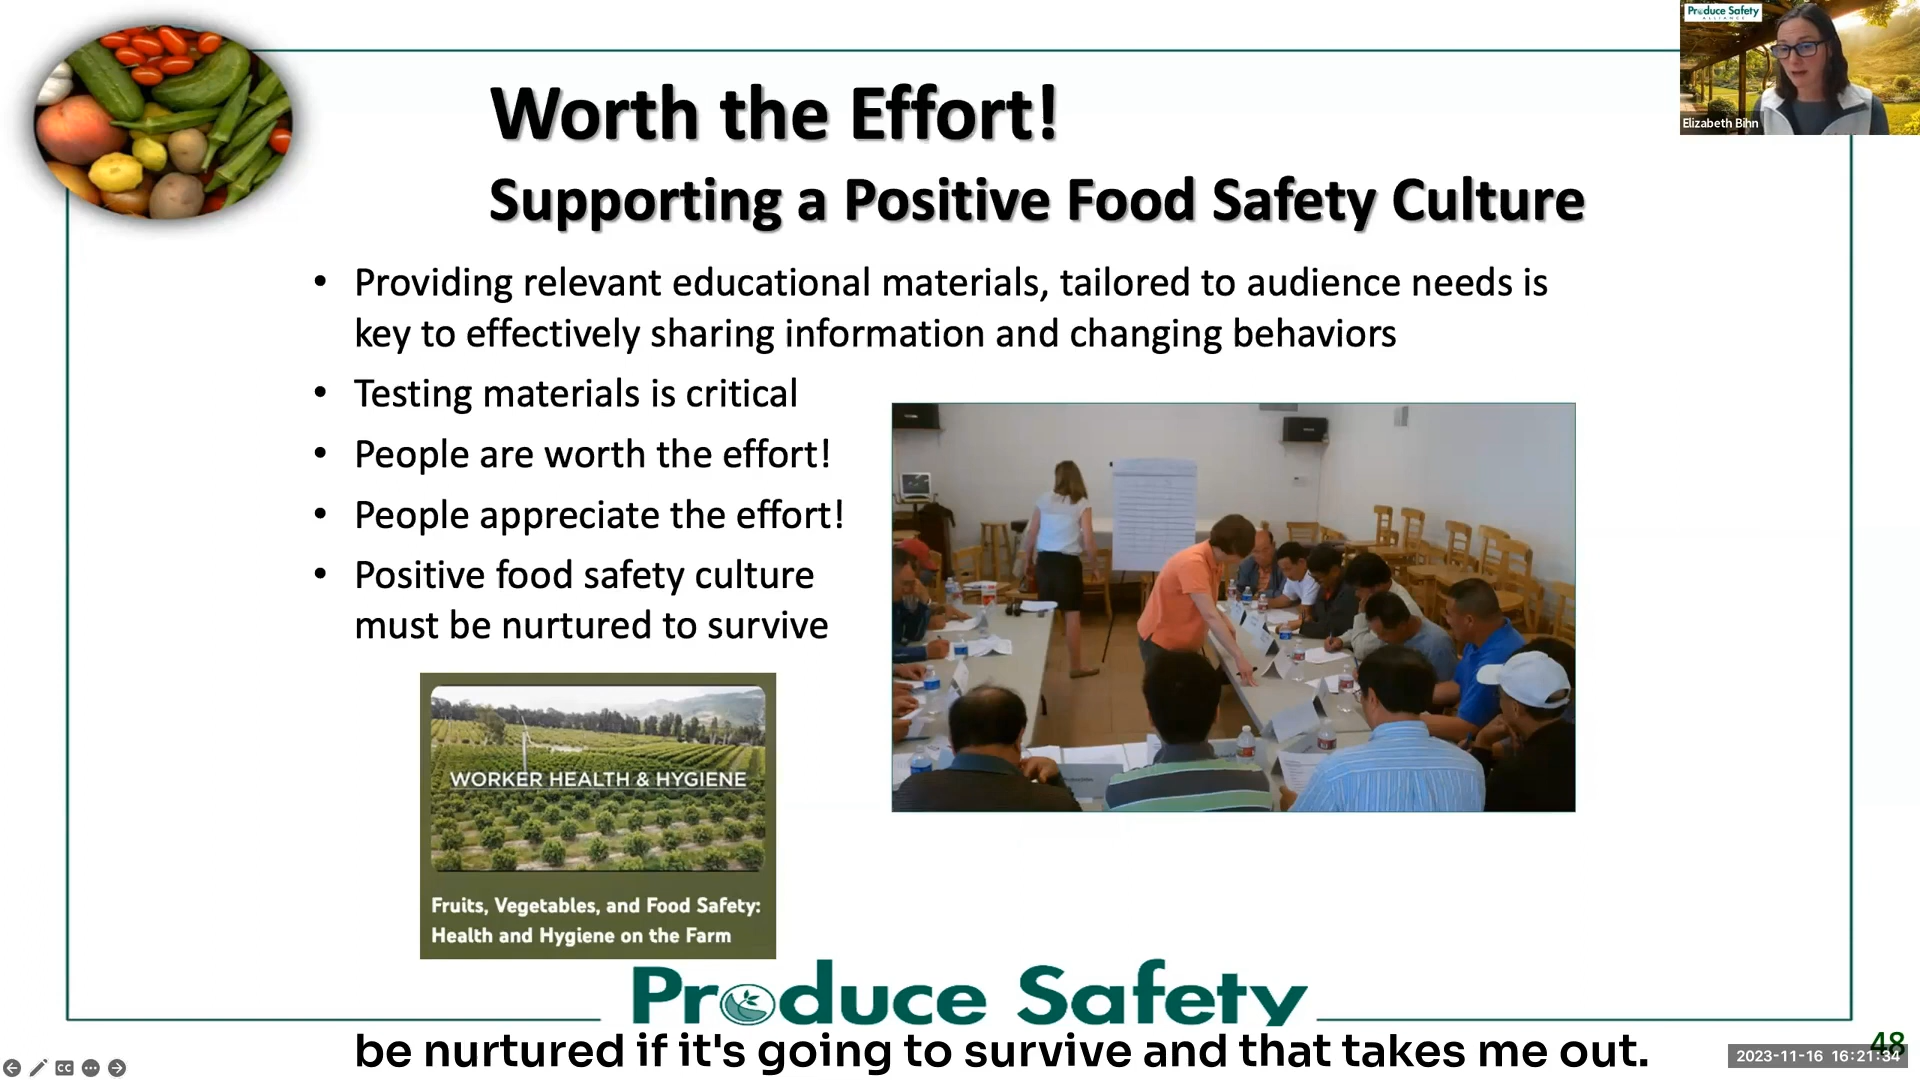 Produce Safety
ALLIANCE
Elizabeth Bihn
Worth the Effort!
Supporting a Positive Food Safety Culture
• Providing relevant educational materials, tailored to audience needs is
key to effectively sharing information and changing behaviors
• Testing materials is critical
• People are worth the effort!
• People appreciate the effort!
• Positive food safety culture
must be nurtured to survive
WORKER HEALTH & HYGIENE
Fruits, Vegetables, and Food Safety:
Health and Hygiene on the Farm
Produce Safety
be nurtured if it's going to survive and that takes me out.
48
CC
2023-11-16 16:21:34